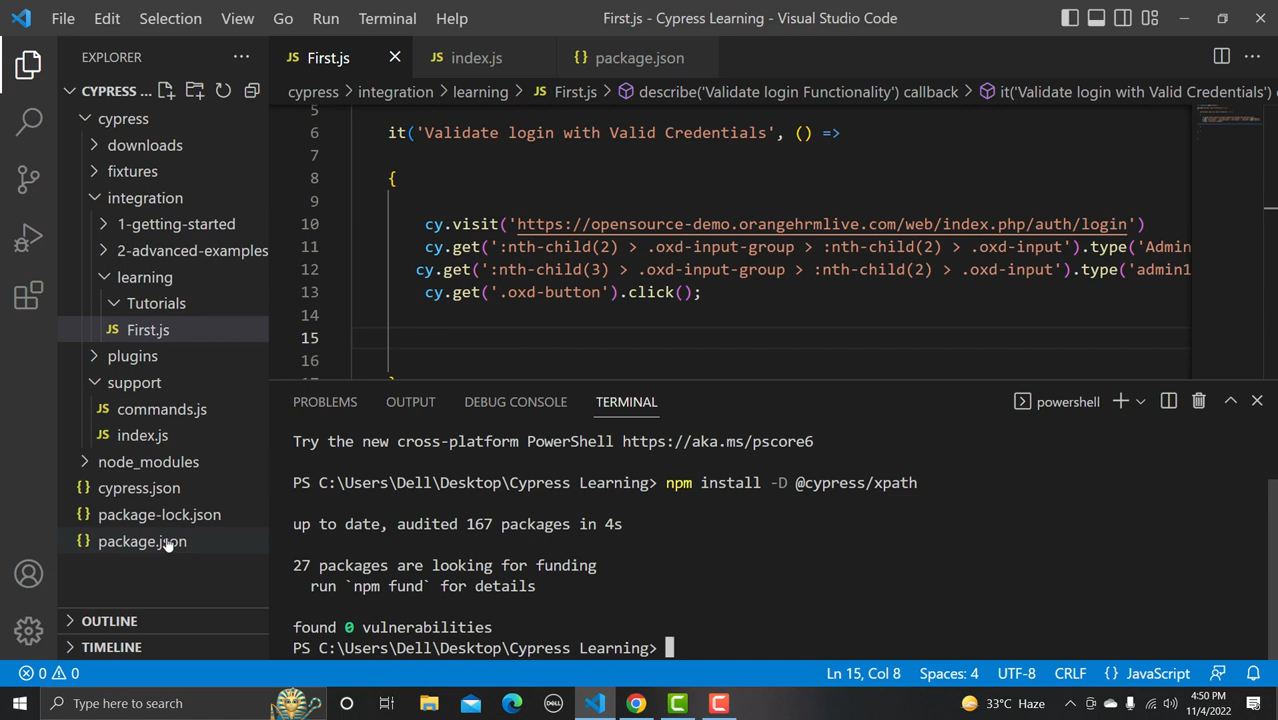 File Edit Selection View Go Run Terminal Help First.js - Cypress Learning - Visual Studio Code
EXPLORER
CYPRESS ...
cypress
downloads
fixtures
integration
1-getting-started
2-advanced-examples
learning
Tutorials
JS First.js
plugins
support
JS commands.js
JS index.js
node_modules
{} cypress.json
{} package-lock.json
{} package.json
OUTLINE
TIMELINE
JS First.js JS index.js {} package.json
cypress > integration > learning > JS First.js > describe('Validate login Functionality') callback > it('Validate login with Valid Credentials') c
5
6 it('Validate login with Valid Credentials', () =>
7
8 {
9
10 cy.visit('https://opensource-demo.orangehrmlive.com/web/index.php/auth/login')
11 cy.get(':nth-child(2) > .oxd-input-group > :nth-child(2) > .oxd-input').type('Admin
12 cy.get(':nth-child(3) > .oxd-input-group > :nth-child(2) > .oxd-input').type('admin1
13 cy.get('.oxd-button').click();
14
15
16
PROBLEMS OUTPUT DEBUG CONSOLE TERMINAL powershell
Try the new cross-platform PowerShell https://aka.ms/pscore6
PS C:\Users\Dell\Desktop\Cypress Learning> npm install -D @cypress/xpath
up to date, audited 167 packages in 4s
27 packages are looking for funding
run `npm fund` for details
found 0 vulnerabilities
PS C:\Users\Dell\Desktop\Cypress Learning>
0 0 Ln 15, Col 8 Spaces: 4 UTF-8 CRLF {} JavaScript
Type here to search DELL 33°C Haze 4:50 PM
11/4/2022